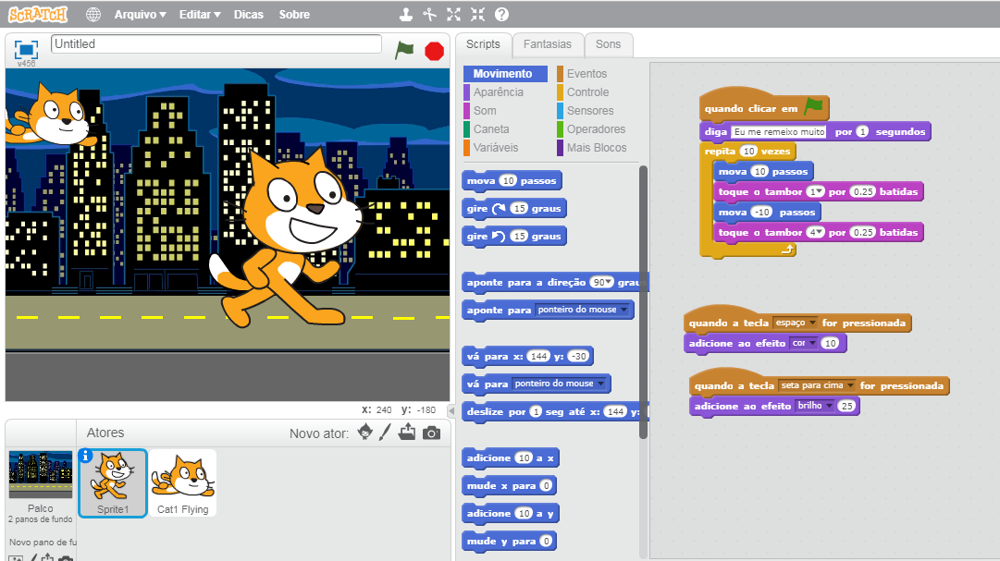 SCRATCH Arquivo Editar Dicas Sobre
Untitled
v456
Scripts Fantasias Sons
Movimento Eventos
Aparência Controle
Som Sensores
Caneta Operadores
Variáveis Mais Blocos
mova 10 passos
gire 15 graus
gire 15 graus
aponte para a direção 90 grau
aponte para ponteiro do mouse
vá para x: 144 y: -30
vá para ponteiro do mouse
deslize por 1 seg até x: 144 y:
adicione 10 a x
mude x para 0
adicione 10 a y
mude y para 0
quando clicar em
diga Eu me remeixo muito por 1 segundos
repita 10 vezes
mova 10 passos
toque o tambor 1 por 0.25 batidas
mova -10 passos
toque o tambor 4 por 0.25 batidas
quando a tecla espaço for pressionada
adicione ao efeito cor 10
quando a tecla seta para cima for pressionada
adicione ao efeito brilho 25
x: 240 y: -180
Atores Novo ator:
Sprite1 Cat1 Flying
Palco
2 panos de fundo
Novo pano de fu